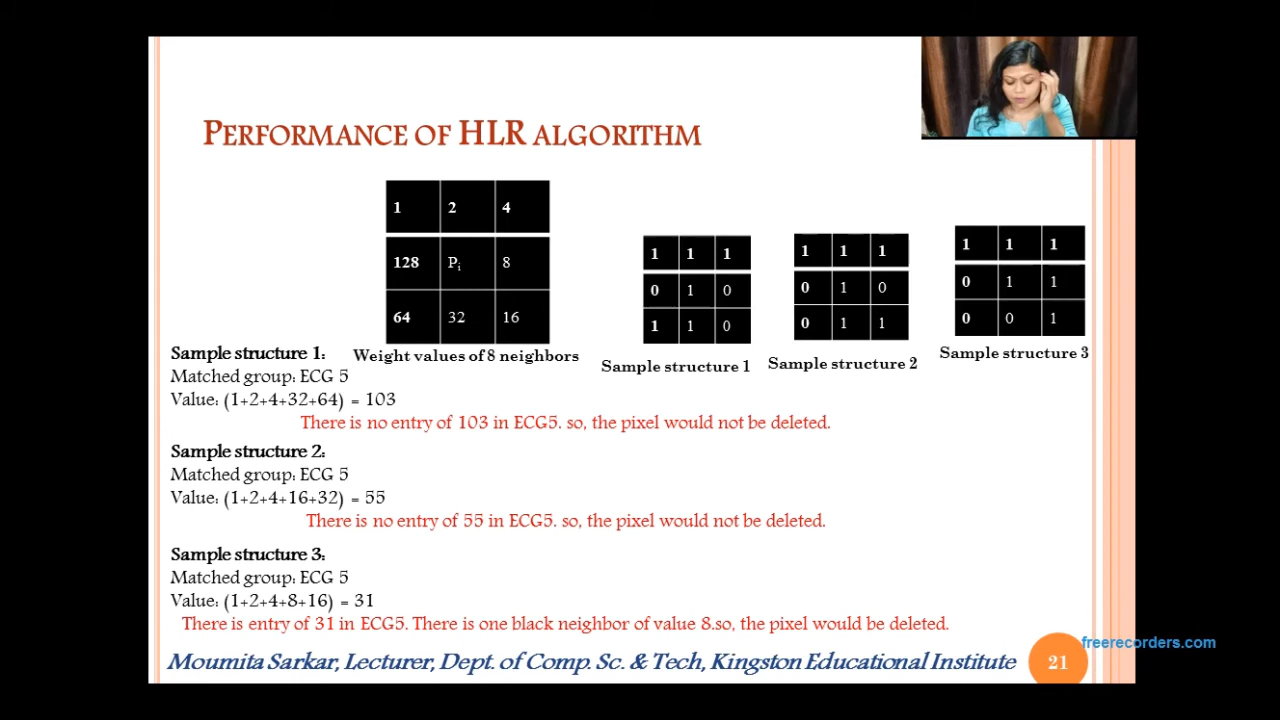 PERFORMANCE OF HLR ALGORITHM
1 2 4
128 Pi 8
64 32 16
Weight values of 8 neighbors
1 1 1
0 1 0
1 1 0
Sample structure 1
1 1 1
0 1 0
0 1 1
Sample structure 2
1 1 1
0 1 1
0 0 1
Sample structure 3
Sample structure 1:
Matched group: ECG 5
Value: (1+2+4+32+64) = 103
There is no entry of 103 in ECG5. so, the pixel would not be deleted.
Sample structure 2:
Matched group: ECG 5
Value: (1+2+4+16+32) = 55
There is no entry of 55 in ECG5. so, the pixel would not be deleted.
Sample structure 3:
Matched group: ECG 5
Value: (1+2+4+8+16) = 31
There is entry of 31 in ECG5. There is one black neighbor of value 8.so, the pixel would be deleted.
Moumita Sarkar, Lecturer, Dept. of Comp. Sc. & Tech, Kingston Educational Institute
21
freerecorders.com